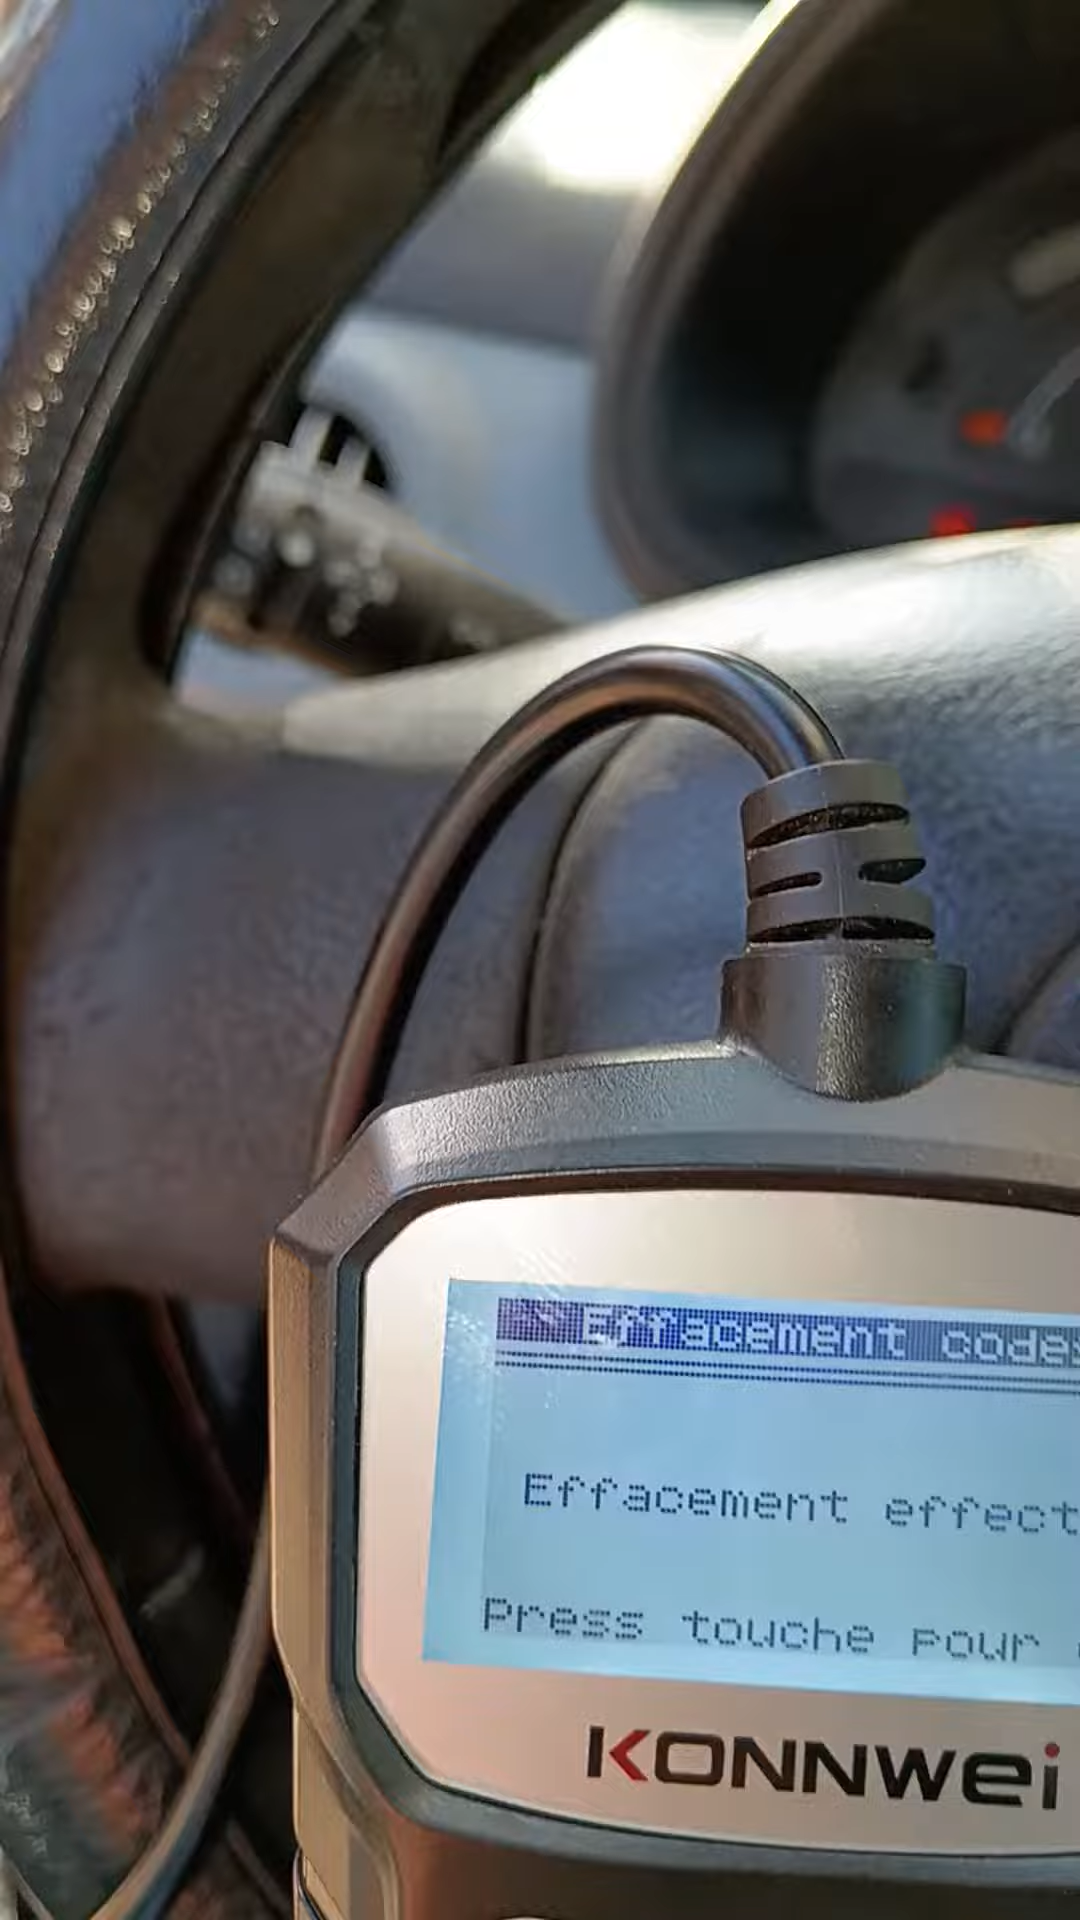 Effacement codes
Effacement effect
Press touche pour
KONNWEI